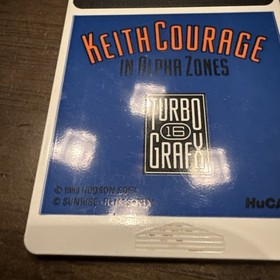 KEITH COURAGE
IN ALPHA ZONES
TURBO
16
GRAFX
© HUDSON SOFT
© SUNRISE
HuCA